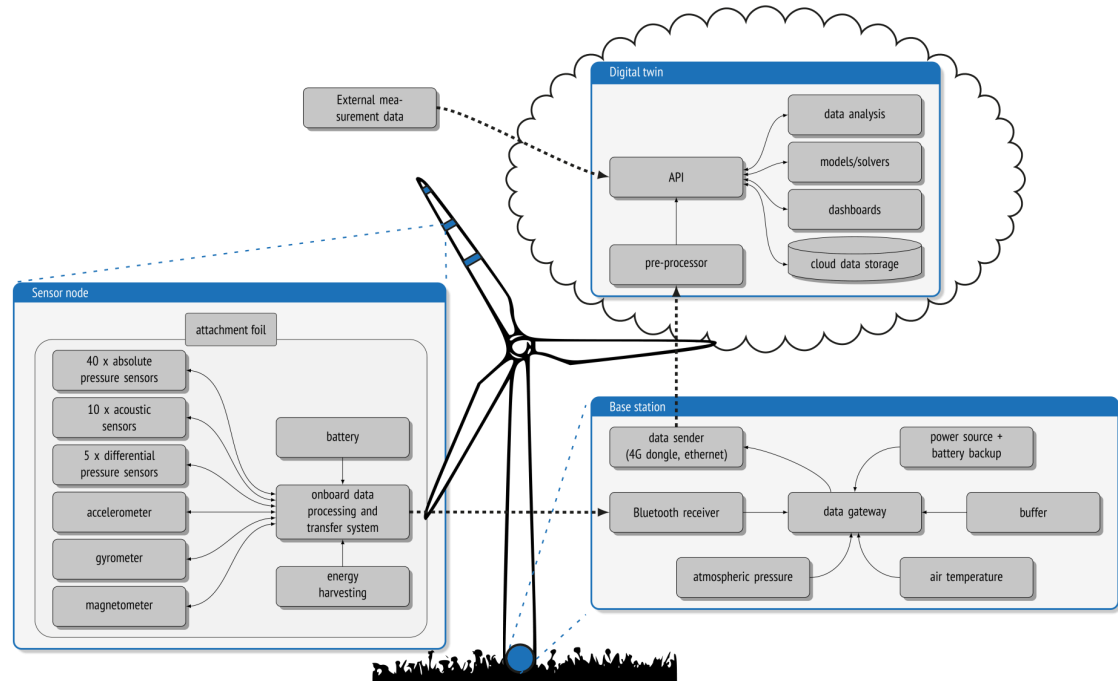 Digital twin
External mea-
surement data
data analysis
models/solvers
API
dashboards
pre-processor
cloud data storage
Sensor node
attachment foil
40 x absolute
pressure sensors
10 x acoustic
sensors
5 x differential
pressure sensors
accelerometer
gyrometer
magnetometer
battery
onboard data
processing and
transfer system
energy
harvesting
Base station
data sender
(4G dongle, ethernet)
power source +
battery backup
Bluetooth receiver
data gateway
buffer
atmospheric pressure
air temperature